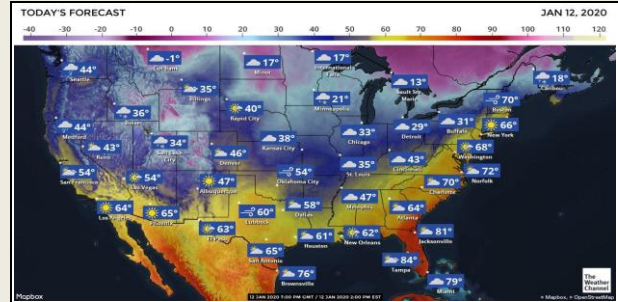 TODAY'S FORECAST
JAN 12, 2020
-40 -30 -20 -10 0 10 20 30 40 50 60 70 80 90 100 110 120
44°
Seattle
-1°
Cut Bank
17°
Minot
17°
International Falls
13°
Sault Ste. Marie
18°
Caribou
35°
Billings
40°
Rapid City
21°
Minneapolis
70°
Boston
44°
Medford
36°
Boise
31°
Buffalo
66°
New York
43°
Reno
34°
Salt Lake City
46°
Denver
38°
Kansas City
33°
Chicago
29°
Detroit
68°
Washington
54°
San Francisco
54°
Las Vegas
47°
Albuquerque
54°
Oklahoma City
35°
St. Louis
43°
Cincinnati
72°
Norfolk
64°
Los Angeles
65°
Phoenix
63°
El Paso
60°
Lubbock
58°
Dallas
47°
Memphis
70°
Charlotte
64°
Atlanta
65°
San Antonio
61°
Houston
62°
New Orleans
81°
Jacksonville
76°
Brownsville
84°
Tampa
79°
Miami
The
Weather
Channel
Mapbox
12 JAN 2020 7:00 PM GMT / 12 JAN 2020 2:00 PM EST
© Mapbox, © OpenStreetMap